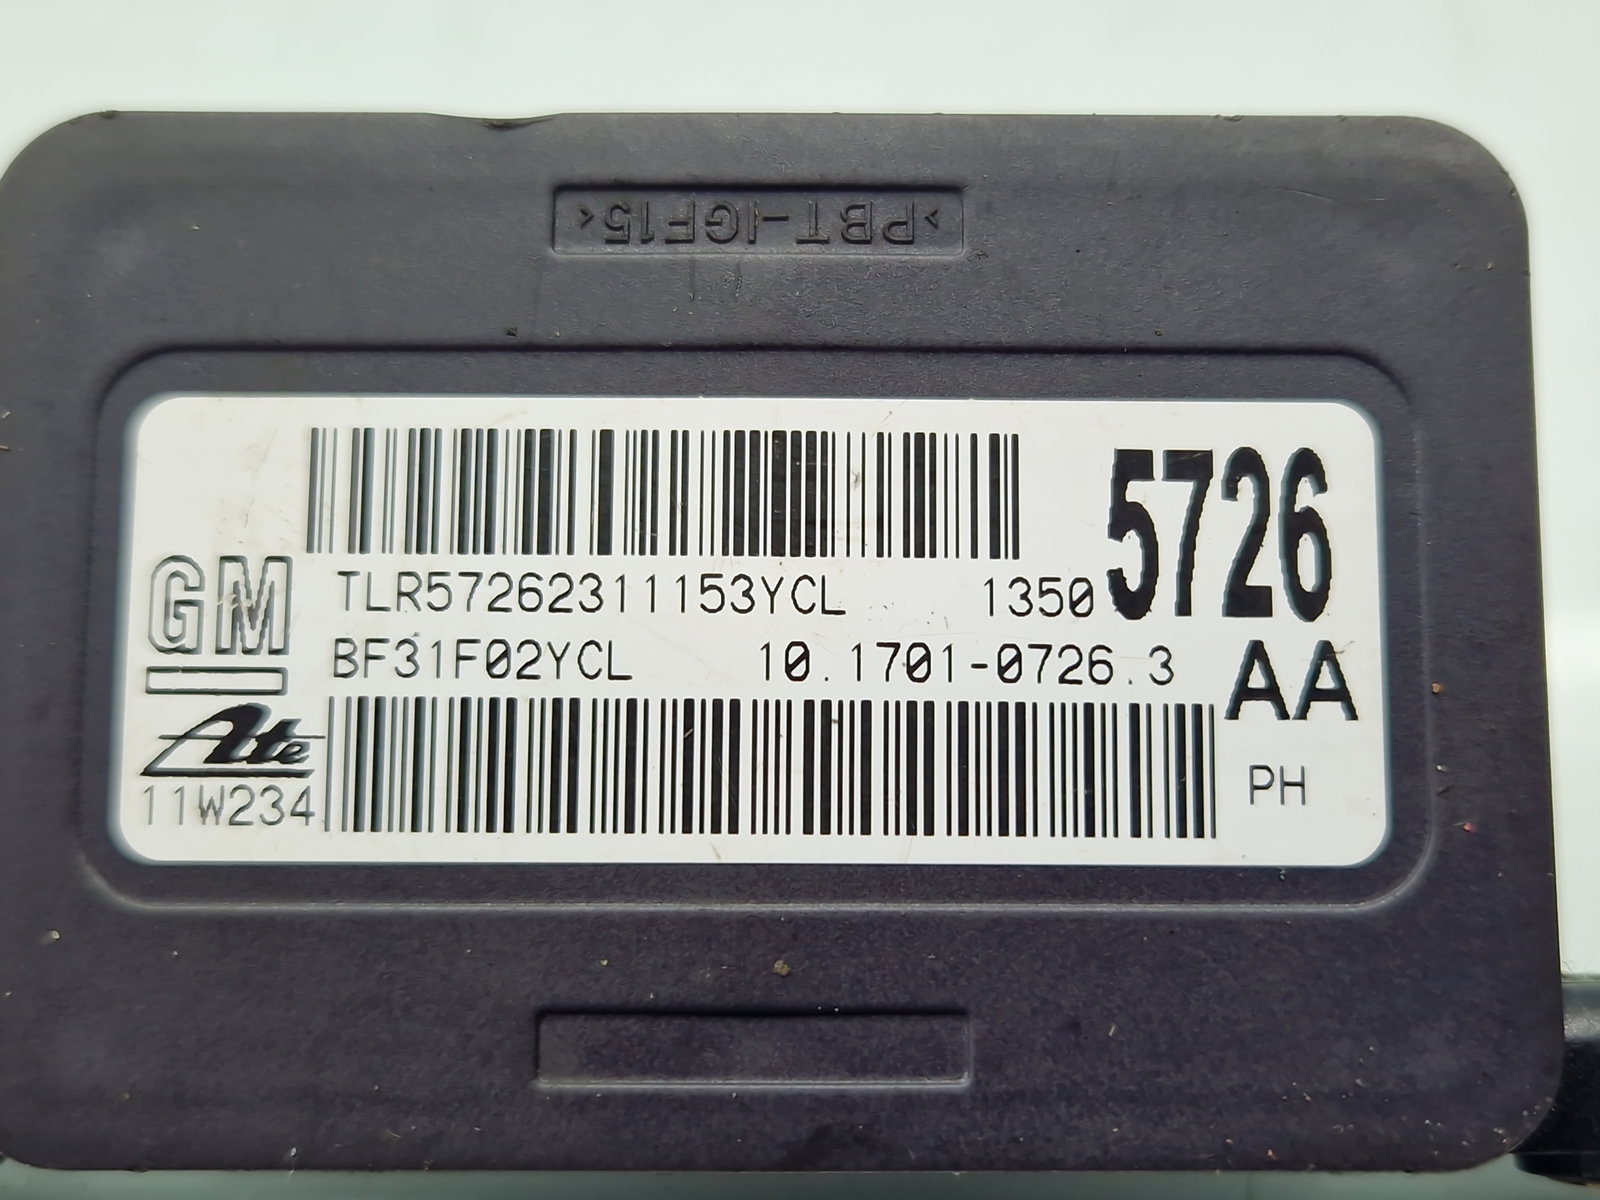 >PBT-IGF15<
GM
TLR57262311153YCL 1350 5726
BF31F02YCL 10.1701-0726.3 AA
Ate
11W234
PH